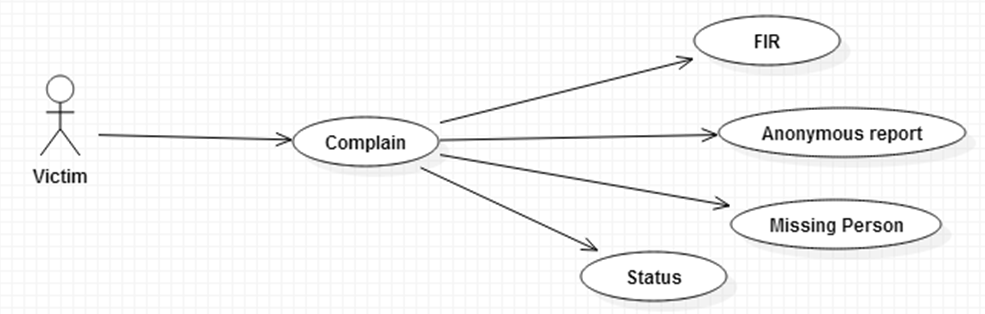 FIR
Complain
Anonymous report
Victim
Missing Person
Status